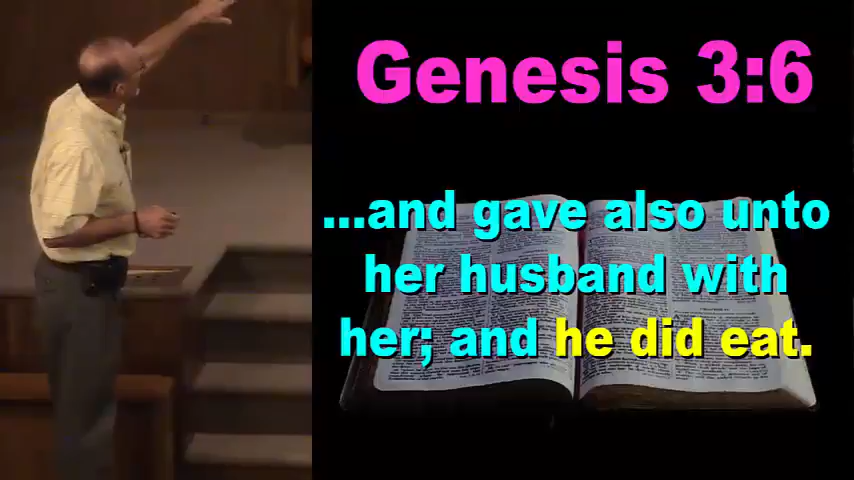 Genesis 3:6
...and gave also unto
her husband with
her; and he did eat.